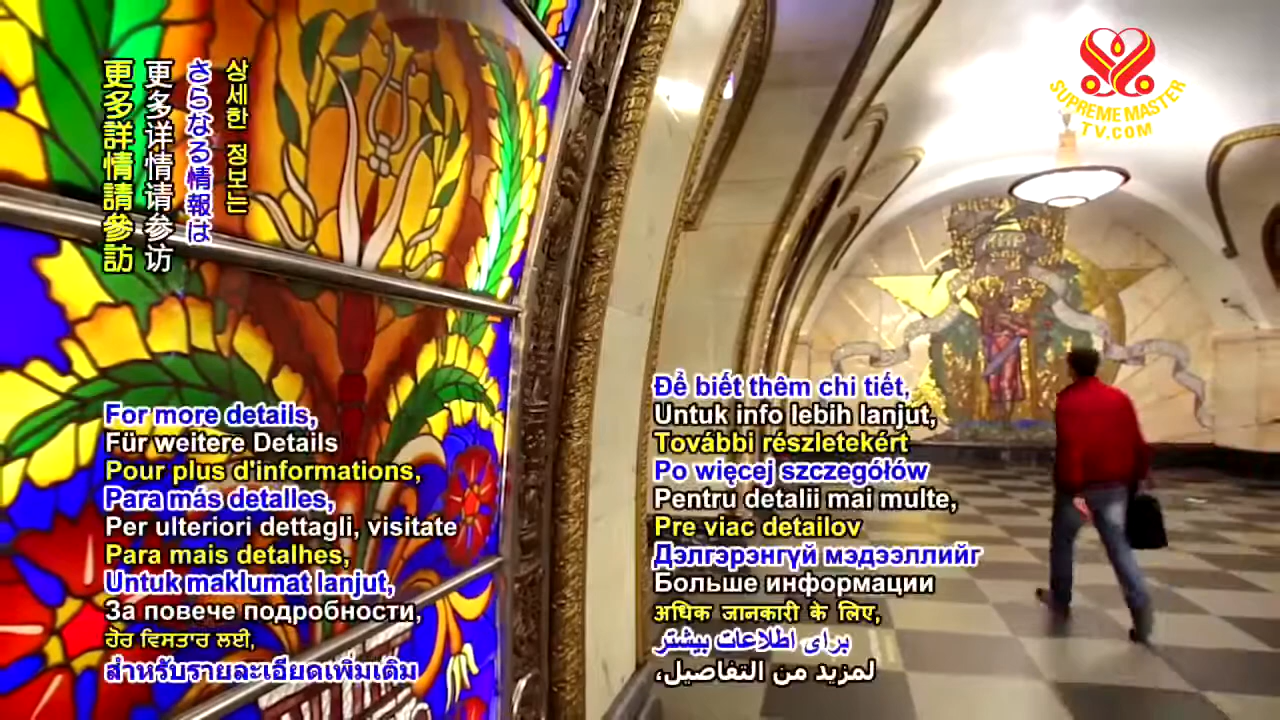 SUPREME MASTER
TV.COM
更多詳情請參訪
更多详情请参访
さらなる情報は
상세한 정보는
For more details,
Für weitere Details
Pour plus d'informations,
Para más detalles,
Per ulteriori dettagli, visitate
Para mais detalhes,
Untuk maklumat lanjut,
За повече подробности,
ਹੋਰ ਵਿਸਤਾਰ ਲਈ,
สำหรับรายละเอียดเพิ่มเติม
Để biết thêm chi tiết,
Untuk info lebih lanjut,
További részletekért
Po więcej szczegółów
Pentru detalii mai multe,
Pre viac detailov
Дэлгэрэнгүй мэдээллийг
Больше информации
अधिक जानकारी के लिए,
برای اطلاعات بیشتر
لمزيد من التفاصيل،